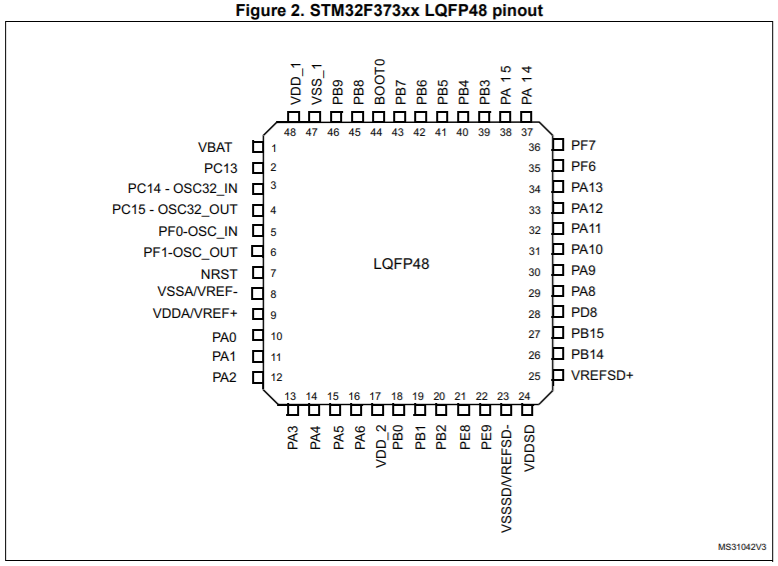 Figure 2. STM32F373xx LQFP48 pinout
VDD_1
VSS_1
PB9
PB8
BOOT0
PB7
PB6
PB5
PB4
PB3
PA 15
PA 14
48 47 46 45 44 43 42 41 40 39 38 37
VBAT 1
PC13 2
PC14 - OSC32_IN 3
PC15 - OSC32_OUT 4
PF0-OSC_IN 5
PF1-OSC_OUT 6
NRST 7
VSSA/VREF- 8
VDDA/VREF+ 9
PA0 10
PA1 11
PA2 12
LQFP48
36 PF7
35 PF6
34 PA13
33 PA12
32 PA11
31 PA10
30 PA9
29 PA8
28 PD8
27 PB15
26 PB14
25 VREFSD+
13 14 15 16 17 18 19 20 21 22 23 24
PA3
PA4
PA5
PA6
VDD_2
PB0
PB1
PB2
PE8
PE9
VSSSD/VREFSD-
VDDSD
MS31042V3